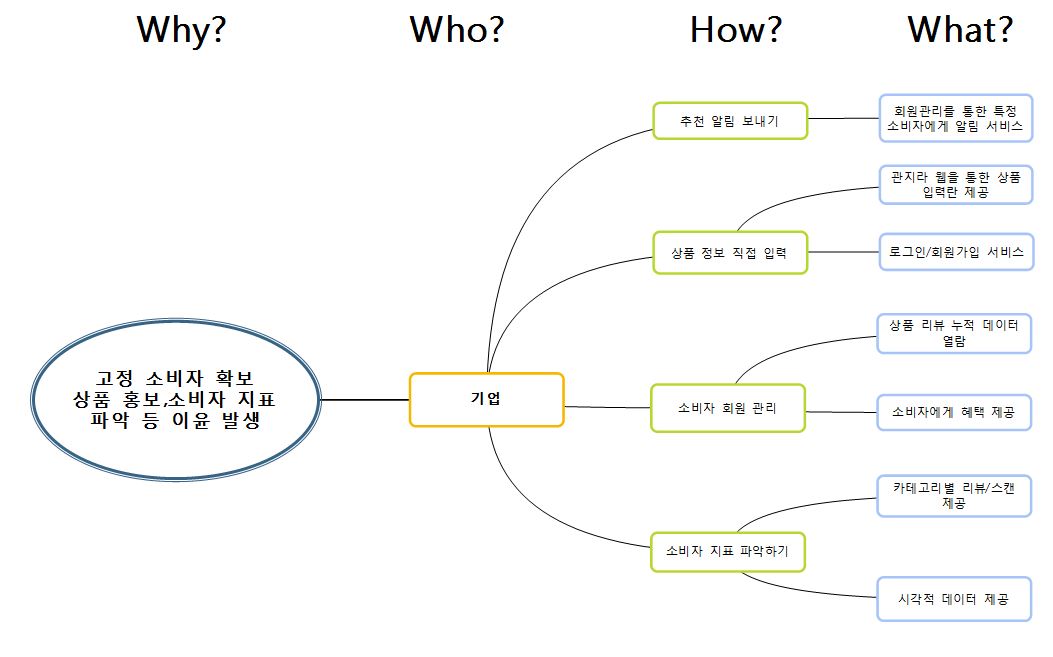 Why?
Who?
How?
What?
고정 소비자 확보
상품 홍보,소비자 지표
파악 등 이윤 발생
기업
추천 알림 보내기
회원관리를 통한 특정
소비자에게 알림 서비스
상품 정보 직접 입력
관지라 웹을 통한 상품
입력란 제공
로그인/회원가입 서비스
소비자 회원 관리
상품 리뷰 누적 데이터
열람
소비자에게 혜택 제공
소비자 지표 파악하기
카테고리별 리뷰/스캔
제공
시각적 데이터 제공